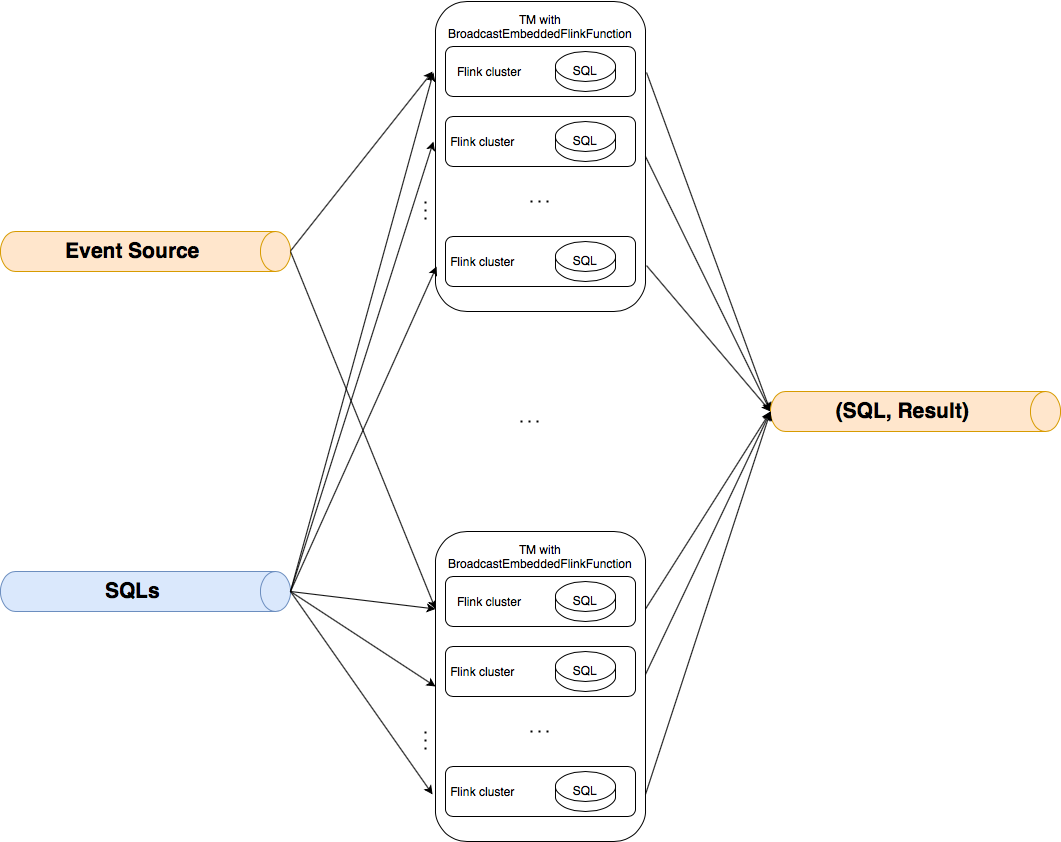 TM with
BroadcastEmbeddedFlinkFunction
Flink cluster
SQL
Flink cluster
SQL
...
...
Flink cluster
SQL
Event Source
(SQL, Result)
...
TM with
BroadcastEmbeddedFlinkFunction
SQLs
Flink cluster
SQL
Flink cluster
SQL
...
...
Flink cluster
SQL